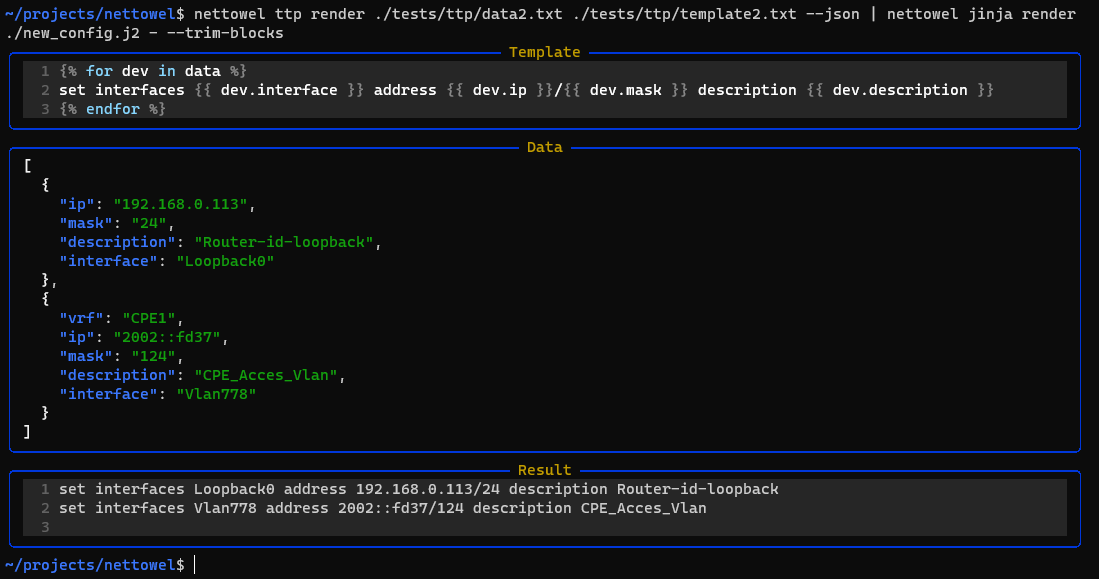 ~/projects/nettowel$ nettowel ttp render ./tests/ttp/data2.txt ./tests/ttp/template2.txt --json | nettowel jinja render
./new_config.j2 - --trim-blocks
Template
1 {% for dev in data %}
2 set interfaces {{ dev.interface }} address {{ dev.ip }}/{{ dev.mask }} description {{ dev.description }}
3 {% endfor %}
Data
[
  {
    "ip": "192.168.0.113",
    "mask": "24",
    "description": "Router-id-loopback",
    "interface": "Loopback0"
  },
  {
    "vrf": "CPE1",
    "ip": "2002::fd37",
    "mask": "124",
    "description": "CPE_Acces_Vlan",
    "interface": "Vlan778"
  }
]
Result
1 set interfaces Loopback0 address 192.168.0.113/24 description Router-id-loopback
2 set interfaces Vlan778 address 2002::fd37/124 description CPE_Acces_Vlan
3
~/projects/nettowel$